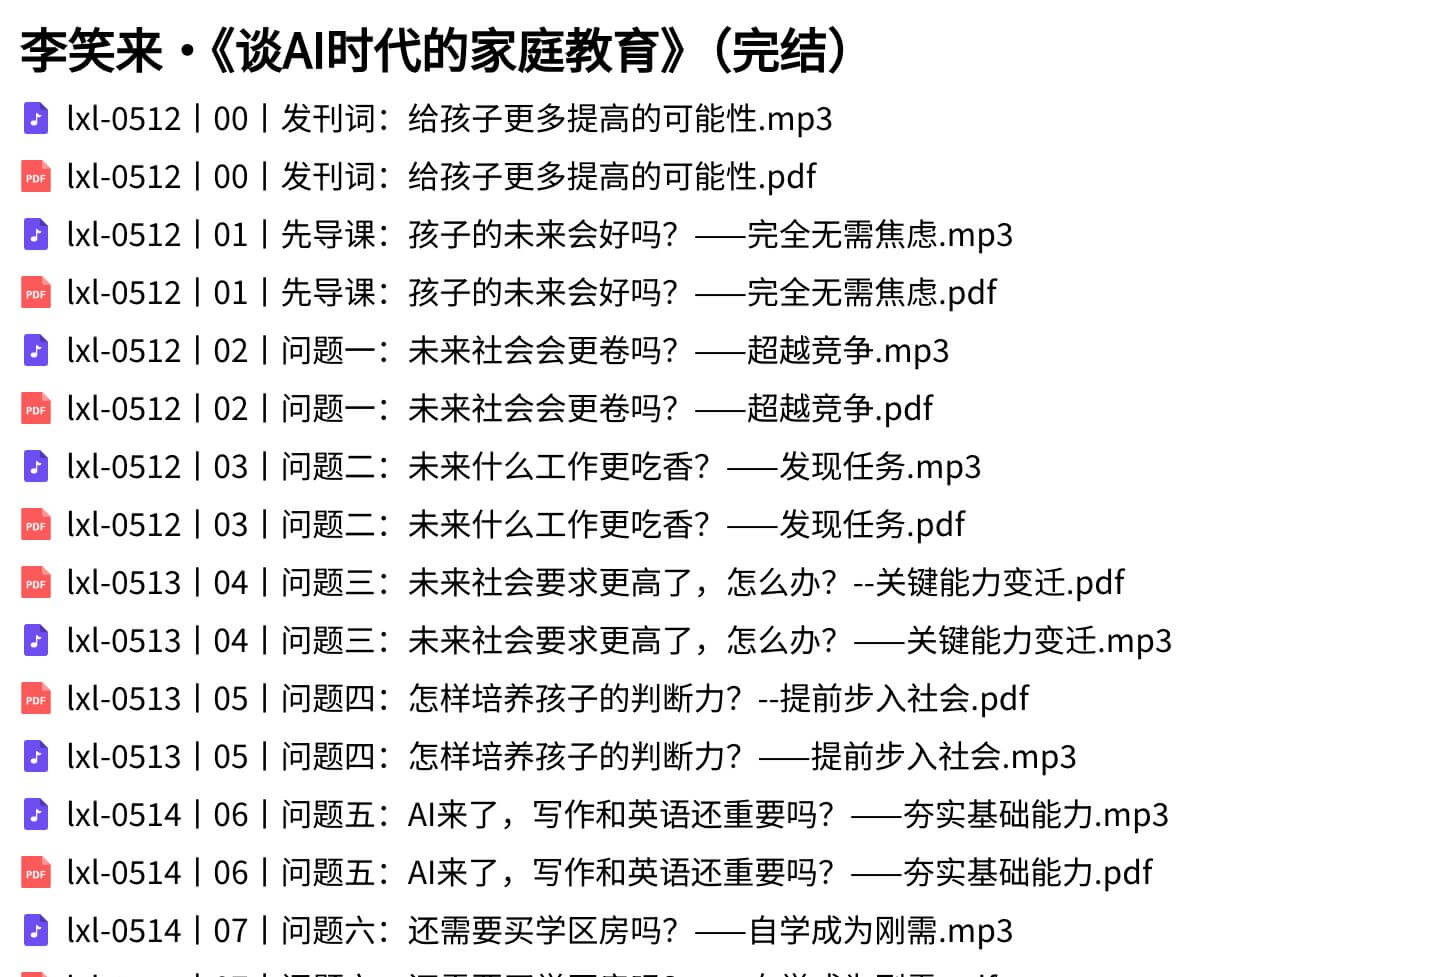 李笑来·《谈AI时代的家庭教育》（完结）
lxl-0512丨00丨发刊词：给孩子更多提高的可能性.mp3
PDF lxl-0512丨00丨发刊词：给孩子更多提高的可能性.pdf
lxl-0512丨01丨先导课：孩子的未来会好吗？——完全无需焦虑.mp3
PDF lxl-0512丨01丨先导课：孩子的未来会好吗？——完全无需焦虑.pdf
lxl-0512丨02丨问题一：未来社会会更卷吗？——超越竞争.mp3
PDF lxl-0512丨02丨问题一：未来社会会更卷吗？——超越竞争.pdf
lxl-0512丨03丨问题二：未来什么工作更吃香？——发现任务.mp3
PDF lxl-0512丨03丨问题二：未来什么工作更吃香？——发现任务.pdf
PDF lxl-0513丨04丨问题三：未来社会要求更高了，怎么办？--关键能力变迁.pdf
lxl-0513丨04丨问题三：未来社会要求更高了，怎么办？——关键能力变迁.mp3
PDF lxl-0513丨05丨问题四：怎样培养孩子的判断力？--提前步入社会.pdf
lxl-0513丨05丨问题四：怎样培养孩子的判断力？——提前步入社会.mp3
lxl-0514丨06丨问题五：AI来了，写作和英语还重要吗？——夯实基础能力.mp3
PDF lxl-0514丨06丨问题五：AI来了，写作和英语还重要吗？——夯实基础能力.pdf
lxl-0514丨07丨问题六：还需要买学区房吗？——自学成为刚需.mp3